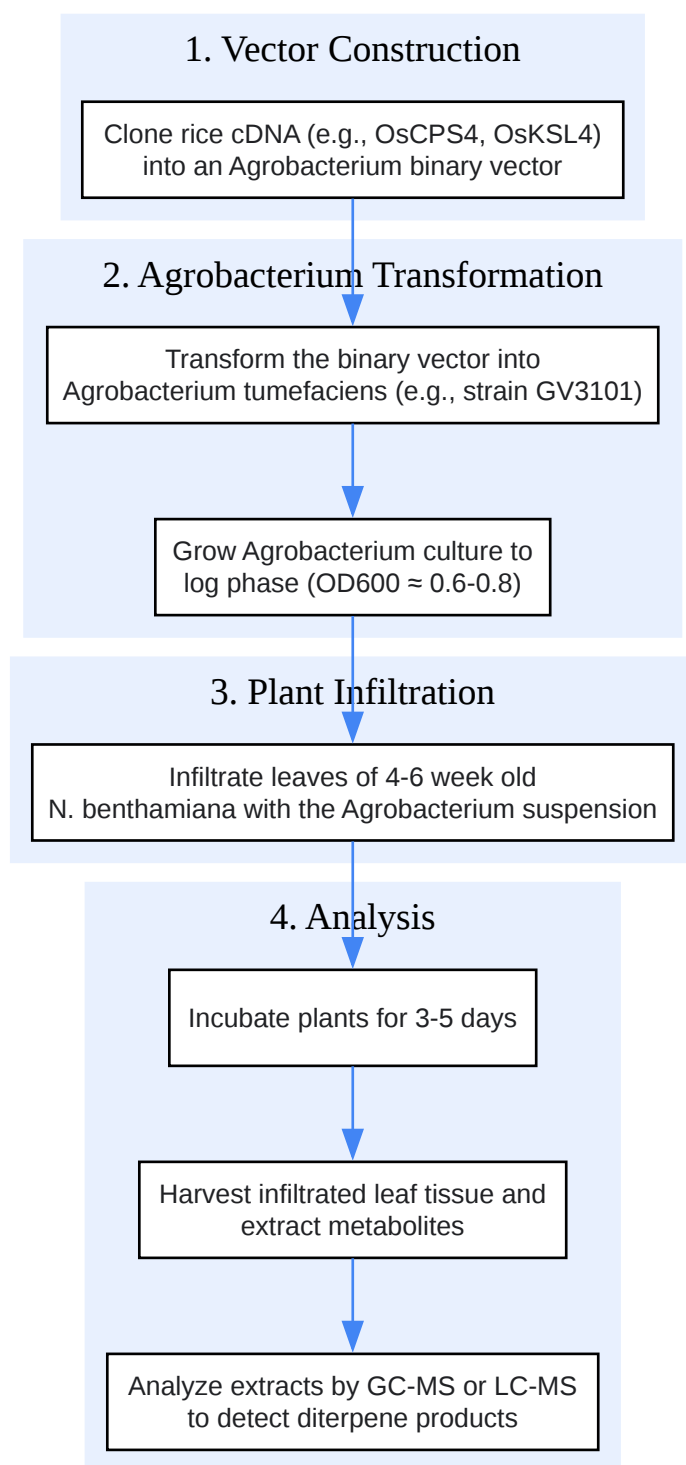 1. Vector Construction
Clone rice cDNA (e.g., OsCPS4, OsKSL4)
into an Agrobacterium binary vector
2. Agrobacterium Transformation
Transform the binary vector into
Agrobacterium tumefaciens (e.g., strain GV3101)
Grow Agrobacterium culture to
log phase (OD600 ≈ 0.6-0.8)
3. Plant Infiltration
Infiltrate leaves of 4-6 week old
N. benthamiana with the Agrobacterium suspension
4. Analysis
Incubate plants for 3-5 days
Harvest infiltrated leaf tissue and
extract metabolites
Analyze extracts by GC-MS or LC-MS
to detect diterpene products